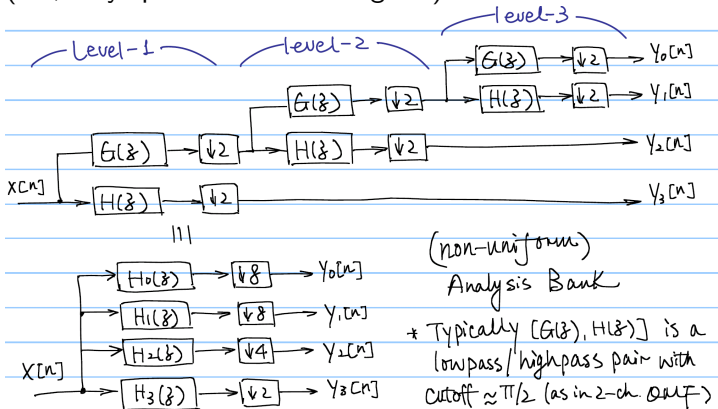 level-3
Level-1
level-2
G(z) ↓2 Y₀[n]
G(z) ↓2 H(z) ↓2 Y₁[n]
G(z) ↓2 H(z) ↓2 Y₂[n]
X[n] H(z) ↓2 Y₃[n]
|||
(non-uniform)
H₀(z) ↓8 Y₀[n]
Analysis Bank
H₁(z) ↓8 Y₁[n]
* Typically [G(z), H(z)] is a
H₂(z) ↓4 Y₂[n]
lowpass/highpass pair with
X[n] H₃(z) ↓2 Y₃[n]
cutoff ≈ π/2 (as in 2-ch. QMF)